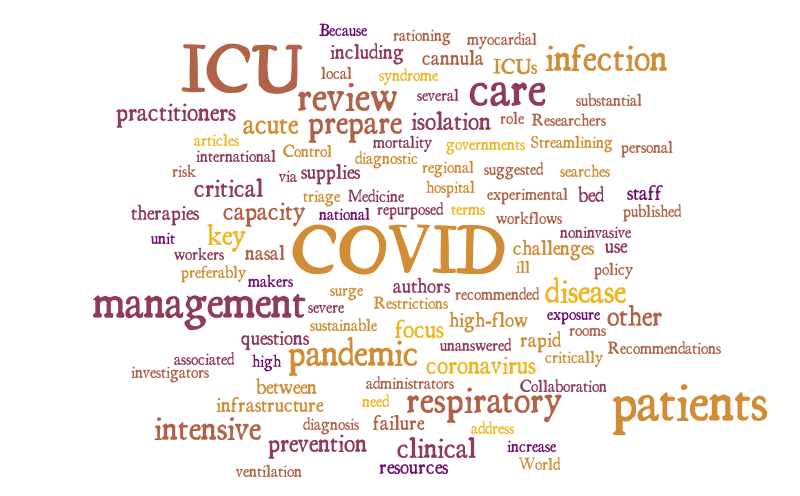 Because
rationing
myocardial
ICU
including
cannula
ICUs
infection
local
syndrome
review
several
care
substantial
practitioners
acute
prepare
isolation
role
Researchers
articles
mortality
governments
Streamlining
personal
international
Control
diagnostic
regional
suggested
searches
risk
via
supplies
critical
triage
Medicine
hospital
experimental
bed
staff
therapies
capacity
national
repurposed
terms
workflows
published
unit
key
COVID
noninvasive
workers
nasal
challenges
use
preferably
makers
ill
policy
management
surge
severe
authors
Restrictions
recommended
disease
sustainable
focus
high-flow
exposure
other
questions
unanswered
rapid
rooms
associated
high
pandemic
coronavirus
critically
Recommendations
investigators
between
administrators
Collaboration
infrastructure
need
respiratory
patients
intensive
diagnosis
failure
address
prevention
clinical
increase
ventilation
resources
World